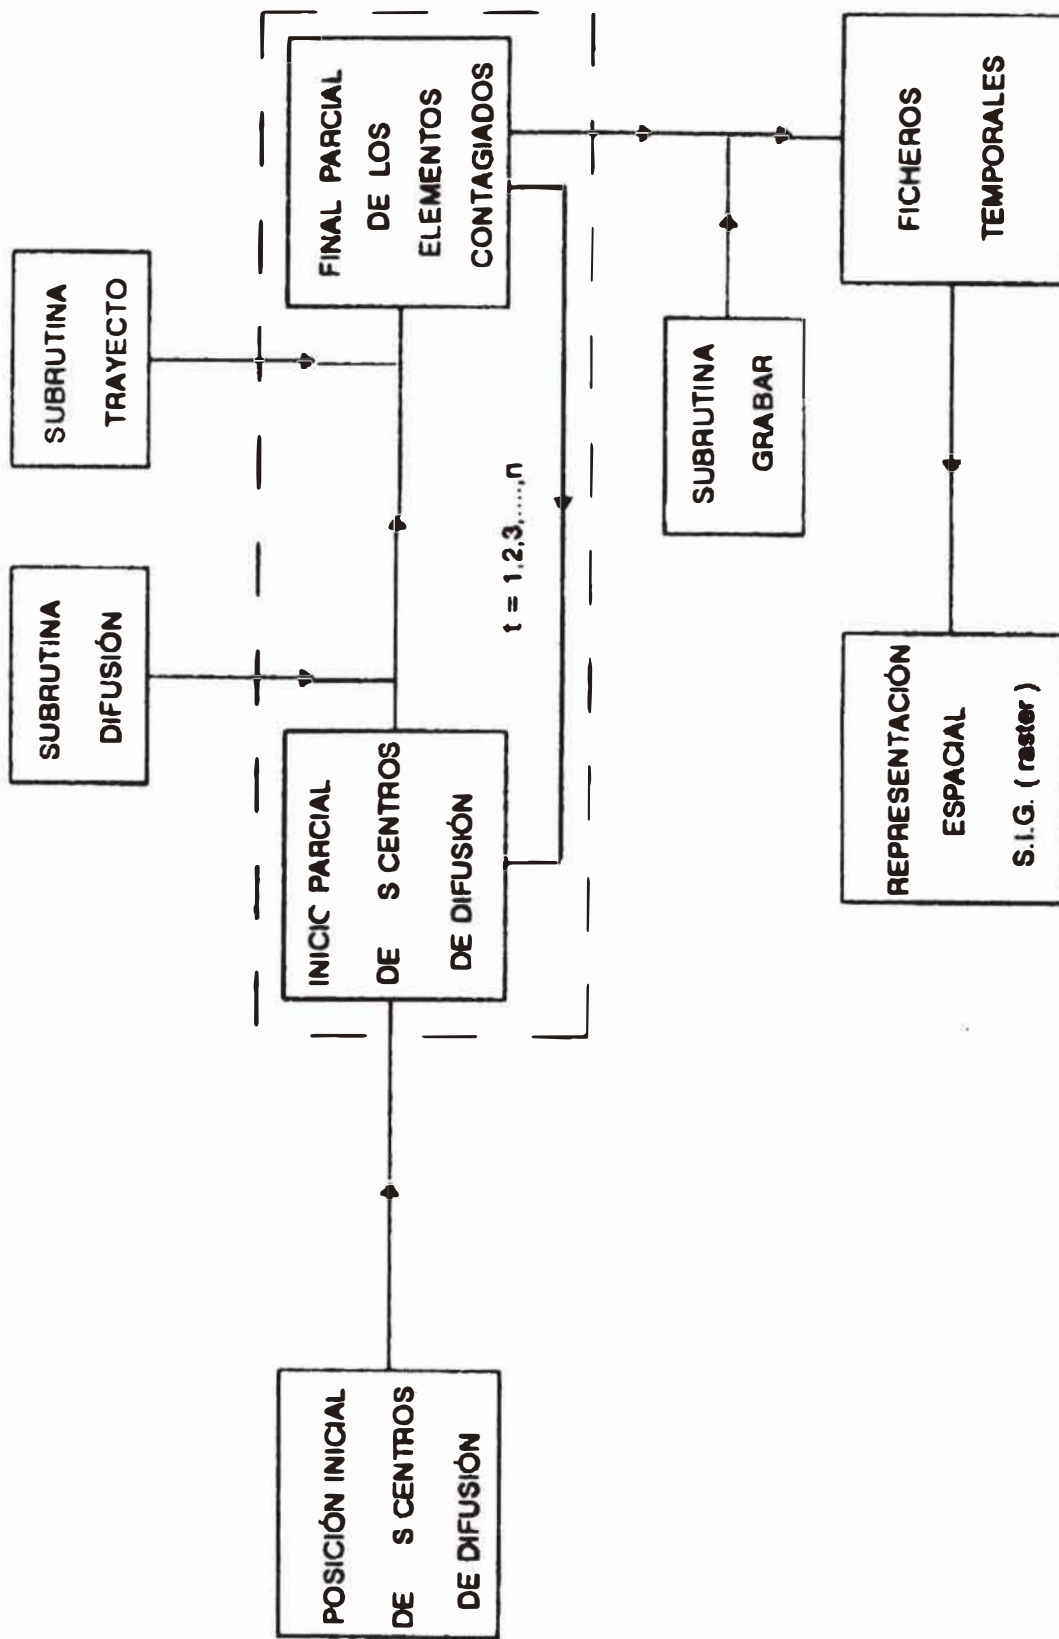 SUBRUTINA
DIFUSIÓN
SUBRUTINA
TRAYECTO
POSICIÓN INICIAL
DE S CENTROS
DE DIFUSIÓN
INICIC PARCIAL
DE S CENTROS
DE DIFUSIÓN
FINAL PARCIAL
DE LOS
ELEMENTOS
CONTAGIADOS
t = 1,2,3,....,n
SUBRUTINA
GRABAR
REPRESENTACIÓN
ESPACIAL
S.I.G. ( raster )
FICHEROS
TEMPORALES